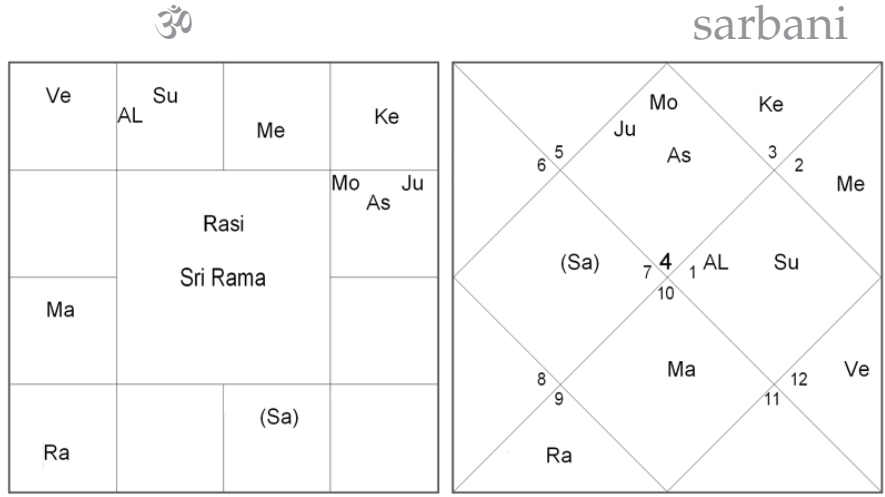 ॐ
sarbani
Ve
Su
AL
Me
Ke
Mo Ju
As
Rasi
Sri Rama
Ma
(Sa)
Ra
Mo
Ke
Ju
As
5
6
3
2
Me
(Sa)
7
4
1
AL
Su
10
Ma
8
9
12
11
Ve
Ra